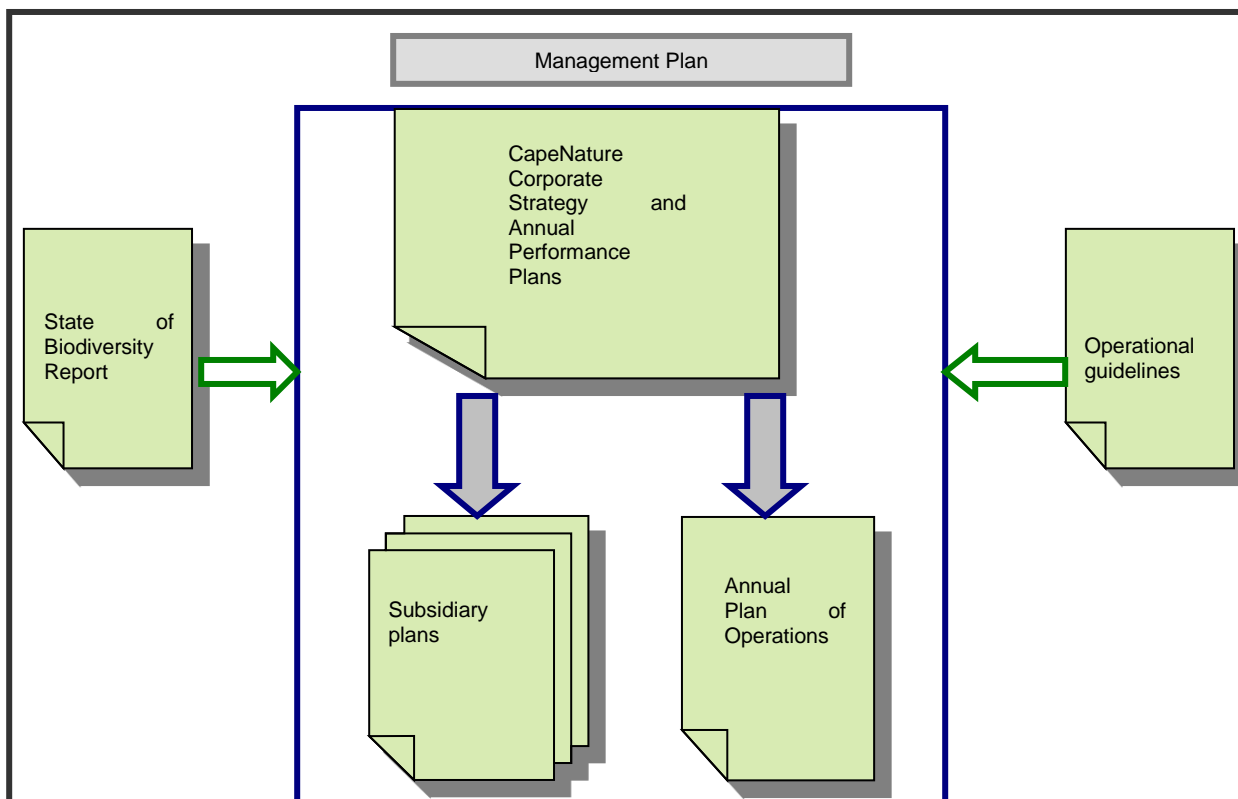 Management Plan
CapeNature
Corporate
Strategy and
Annual
Performance
Plans
State of
Biodiversity
Report
Operational
guidelines
Subsidiary
plans
Annual
Plan of
Operations